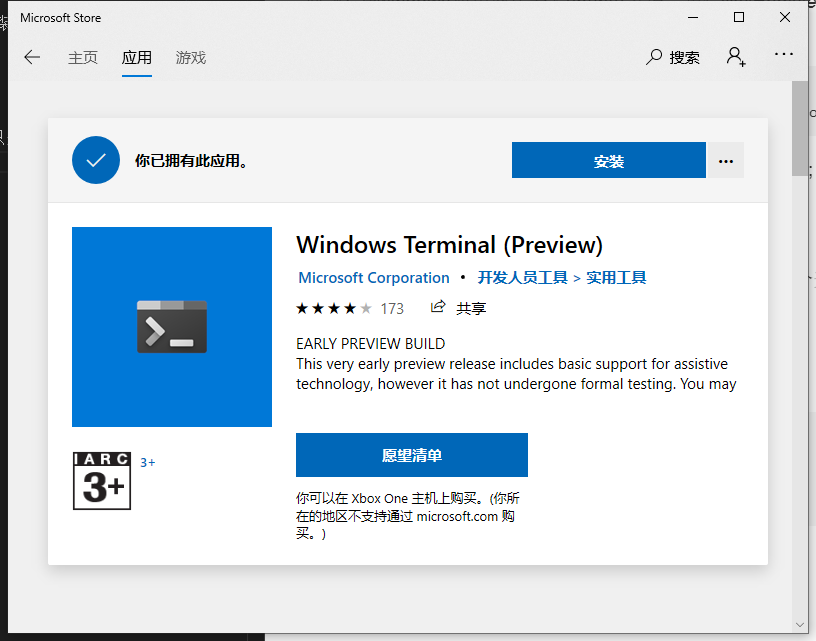 Microsoft Store
主页 应用 游戏 搜索
你已拥有此应用。 安装
Windows Terminal (Preview)
Microsoft Corporation • 开发人员工具 > 实用工具
173 共享
EARLY PREVIEW BUILD
This very early preview release includes basic support for assistive
technology, however it has not undergone formal testing. You may
愿望清单
IARC
3+
3+
你可以在 Xbox One 主机上购买。(你所
在的地区不支持通过 microsoft.com 购
买。)